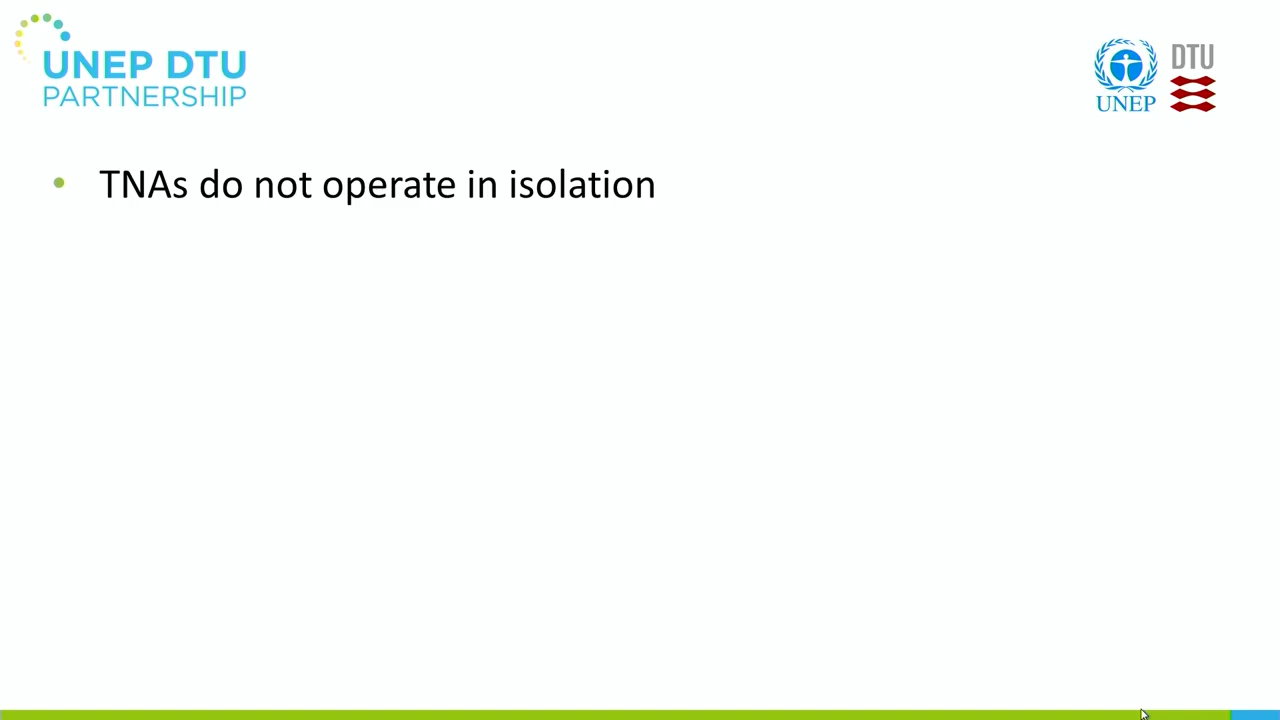 UNEP DTU
PARTNERSHIP
UNEP
DTU
• TNAs do not operate in isolation